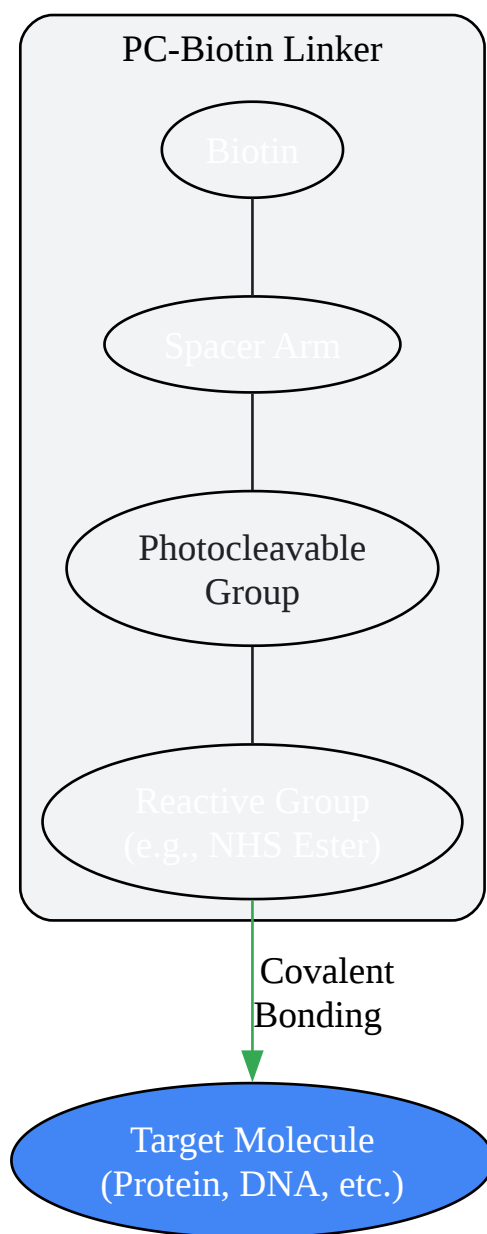 PC-Biotin Linker
Biotin
Spacer Arm
Photocleavable
Group
Reactive Group
(e.g., NHS Ester)
Covalent
Bonding
Target Molecule
(Protein, DNA, etc.)